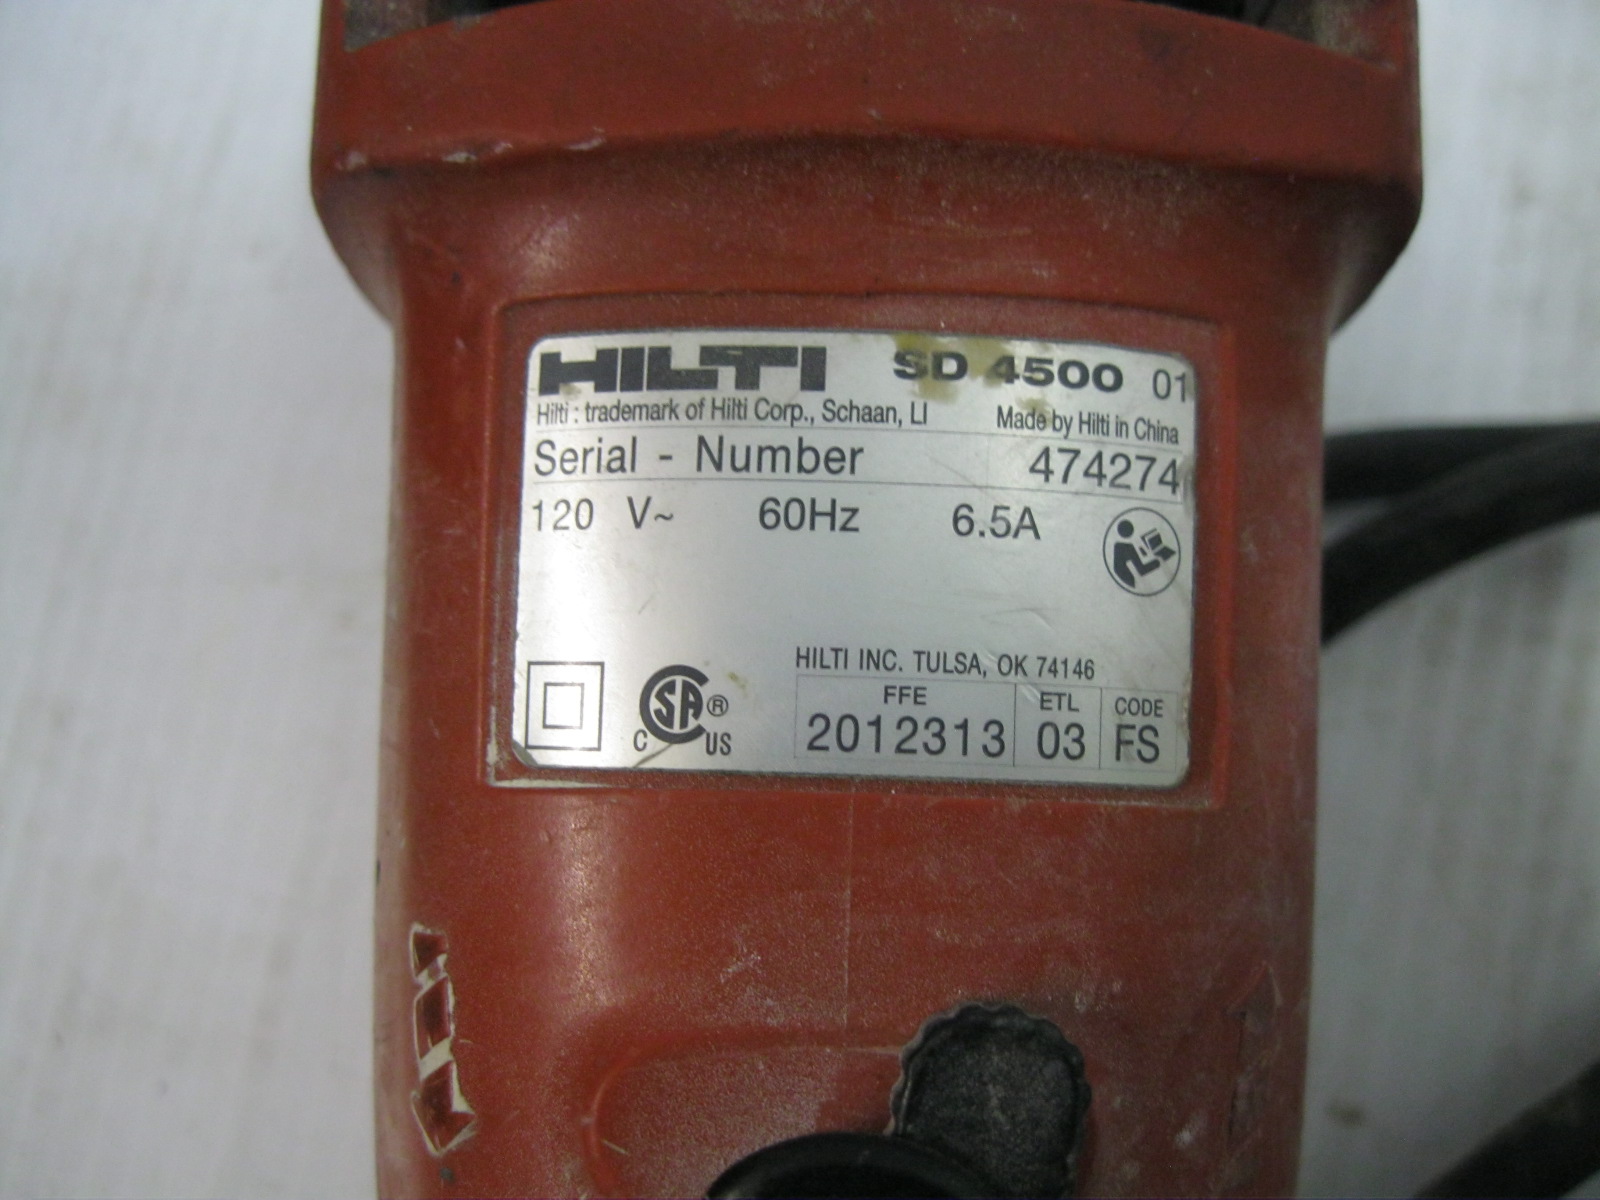 HILTI SD 4500 01
Hilti : trademark of Hilti Corp., Schaan, LI Made by Hilti in China
Serial - Number 474274
120 V~ 60Hz 6.5A
HILTI INC. TULSA, OK 74146
FFE ETL CODE
2012313 03 FS
CSA® C US